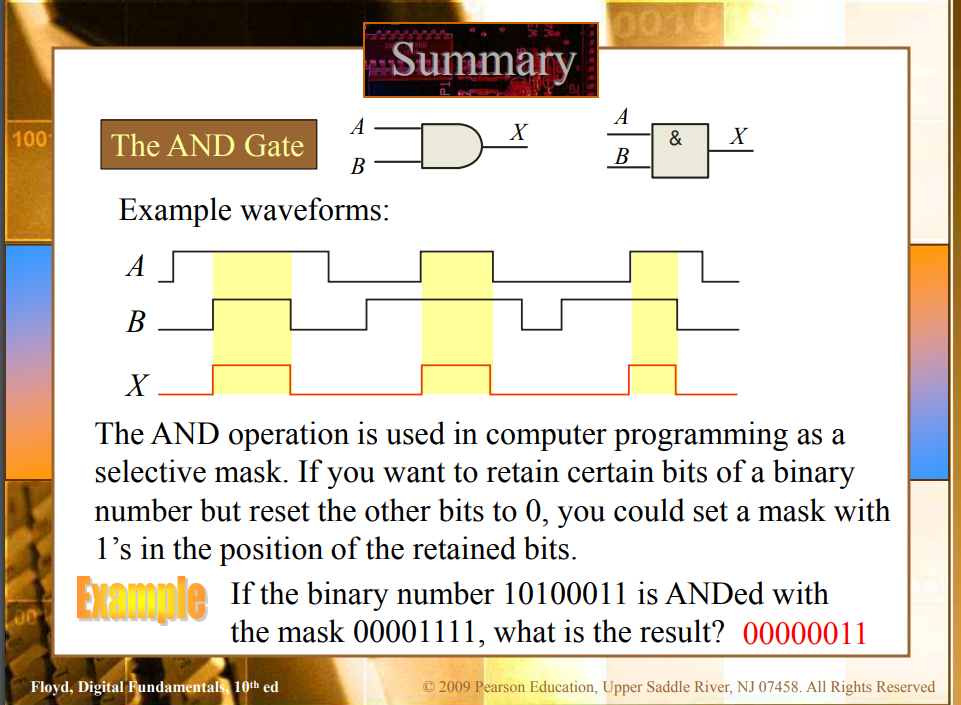 Summary
The AND Gate
A
B
X
A
B
&
X
Example waveforms:
A
B
X
The AND operation is used in computer programming as a
selective mask. If you want to retain certain bits of a binary
number but reset the other bits to 0, you could set a mask with
1’s in the position of the retained bits.
Example
If the binary number 10100011 is ANDed with
the mask 00001111, what is the result? 00000011
Floyd, Digital Fundamentals, 10th ed
© 2009 Pearson Education, Upper Saddle River, NJ 07458. All Rights Reserved